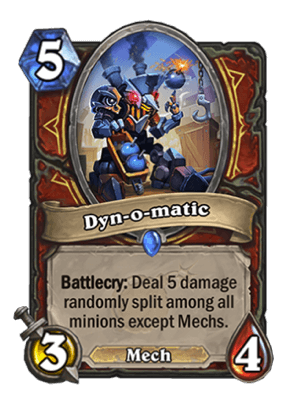 5
Dyn-o-matic
Battlecry: Deal 5 damage
randomly split among all
minions except Mechs.
3
Mech
4